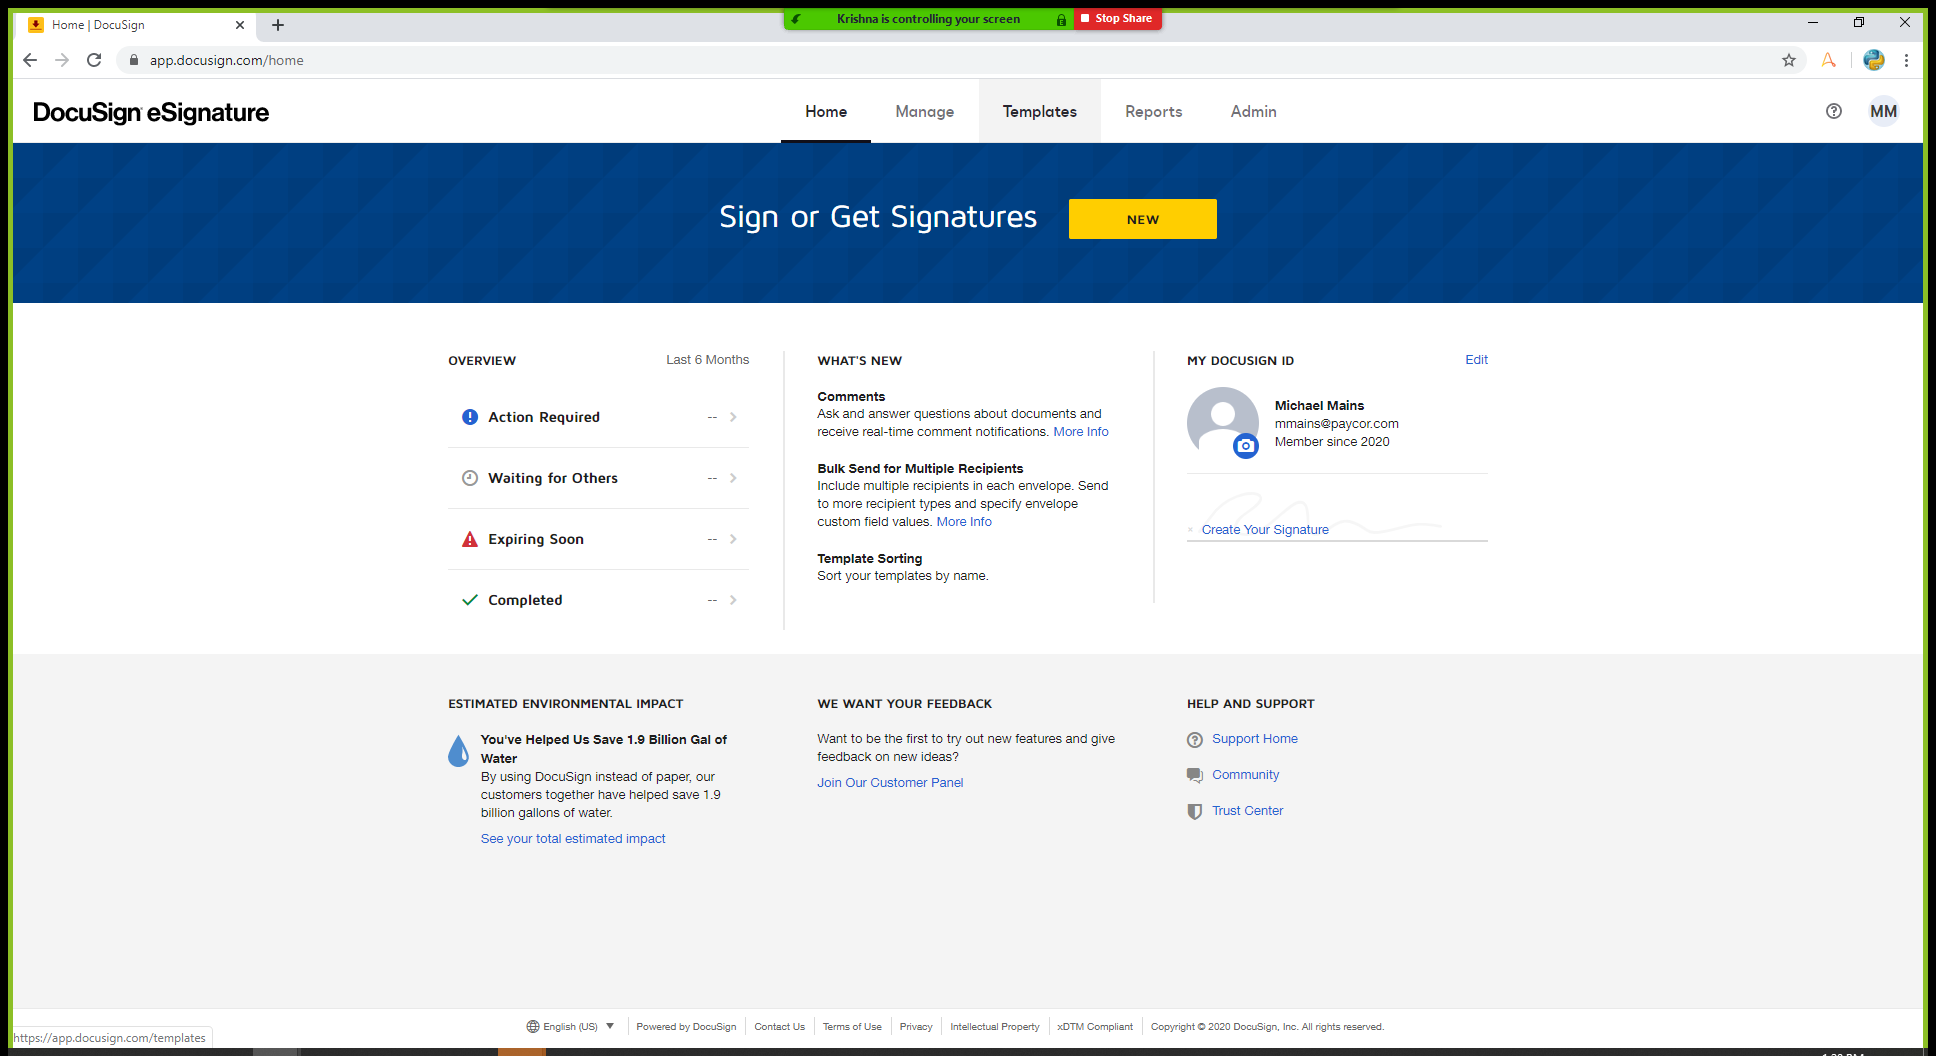 Home | DocuSign
Krishna is controlling your screen
Stop Share
app.docusign.com/home
DocuSign eSignature
Home
Manage
Templates
Reports
Admin
MM
Sign or Get Signatures
NEW
OVERVIEW
Last 6 Months
Action Required
--
Waiting for Others
--
Expiring Soon
--
Completed
--
WHAT'S NEW
Comments
Ask and answer questions about documents and
receive real-time comment notifications. More Info
Bulk Send for Multiple Recipients
Include multiple recipients in each envelope. Send
to more recipient types and specify envelope
custom field values. More Info
Template Sorting
Sort your templates by name.
MY DOCUSIGN ID
Edit
Michael Mains
mmains@paycor.com
Member since 2020
Create Your Signature
ESTIMATED ENVIRONMENTAL IMPACT
You've Helped Us Save 1.9 Billion Gal of
Water
By using DocuSign instead of paper, our
customers together have helped save 1.9
billion gallons of water.
See your total estimated impact
WE WANT YOUR FEEDBACK
Want to be the first to try out new features and give
feedback on new ideas?
Join Our Customer Panel
HELP AND SUPPORT
Support Home
Community
Trust Center
English (US)
Powered by DocuSign
Contact Us
Terms of Use
Privacy
Intellectual Property
xDTM Compliant
Copyright © 2020 DocuSign, Inc. All rights reserved.
https://app.docusign.com/templates